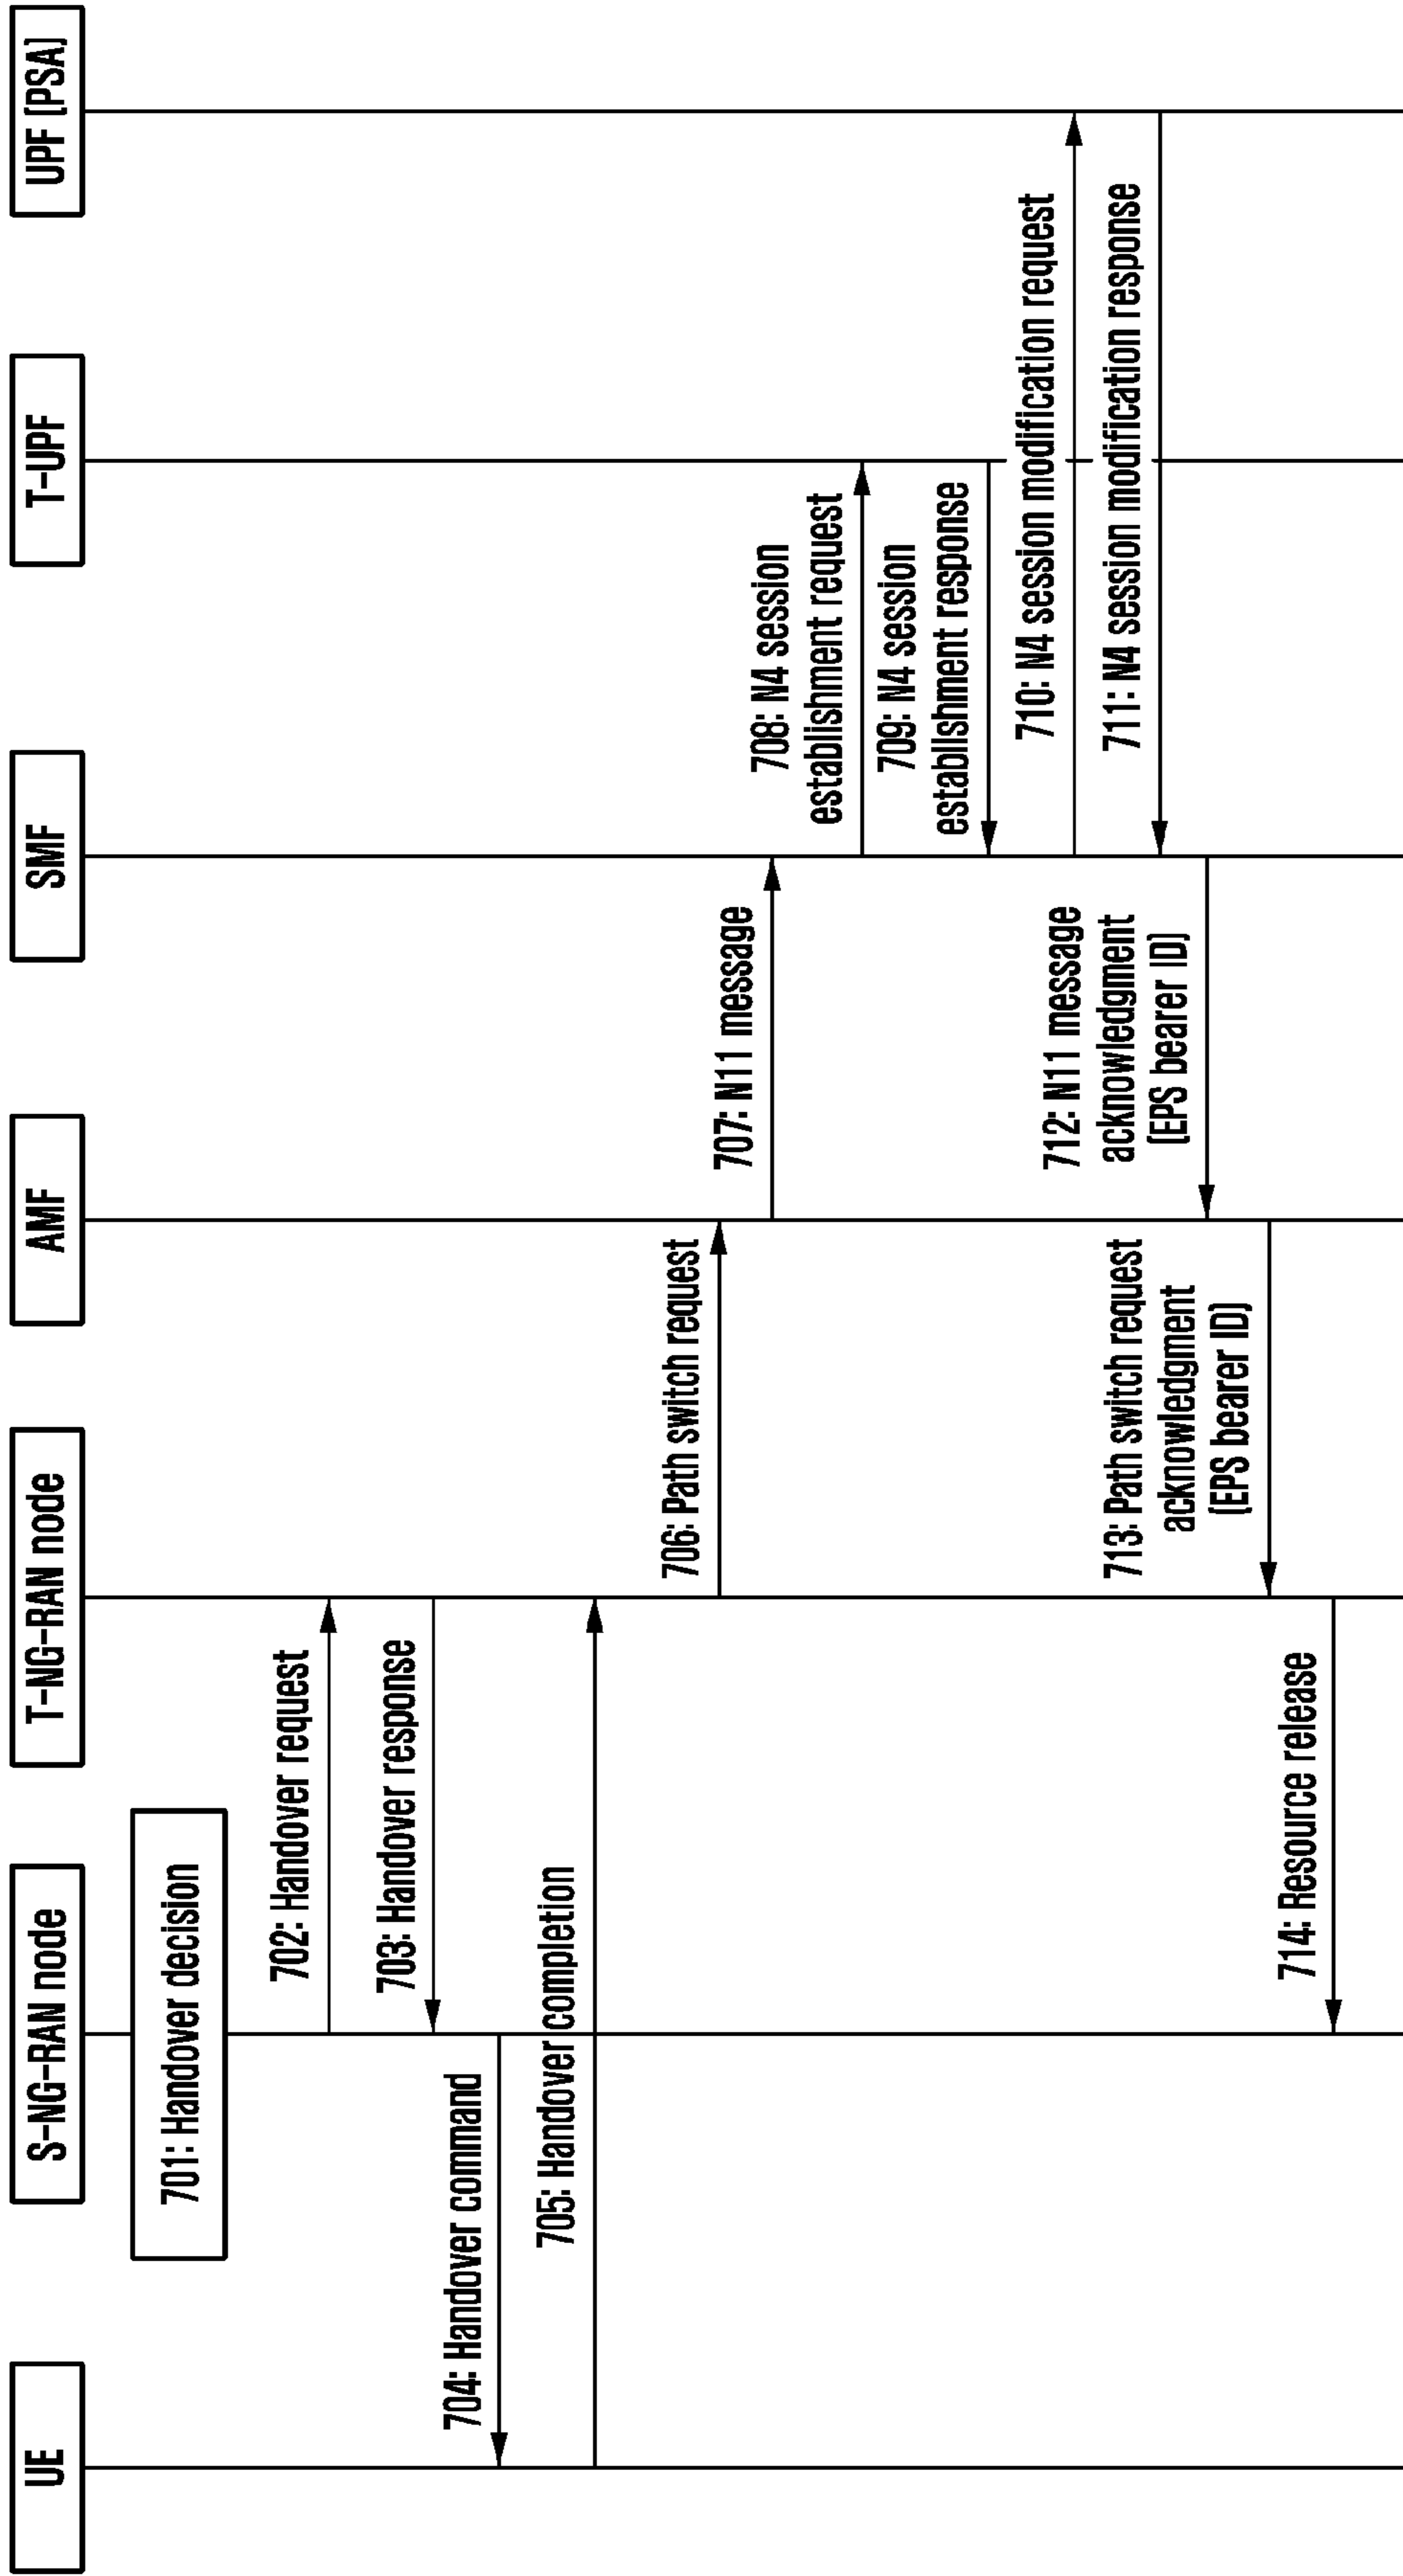 UE
S-NG-RAN node
T-NG-RAN node
AMF
SMF
T-UPF
UPF (PSA)
701: Handover decision
702: Handover request
703: Handover response
704: Handover command
705: Handover completion
706: Path switch request
707: N11 message
708: N4 session
establishment request
709: N4 session
establishment response
710: N4 session modification request
711: N4 session modification response
712: N11 message
acknowledgment
(EPS bearer ID)
713: Path switch request
acknowledgment
(EPS bearer ID)
714: Resource release